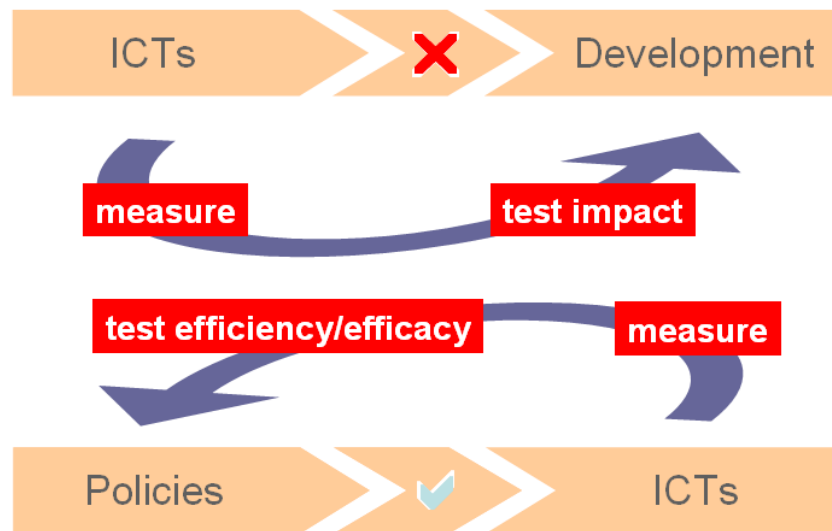 ICTs
Development
measure
test impact
test efficiency/efficacy
measure
Policies
ICTs